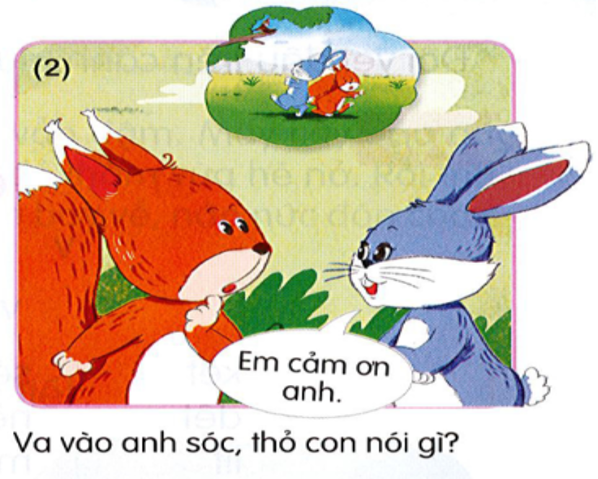 (2)
Em cảm ơn
anh.
Va vào anh sóc, thỏ con nói gì?